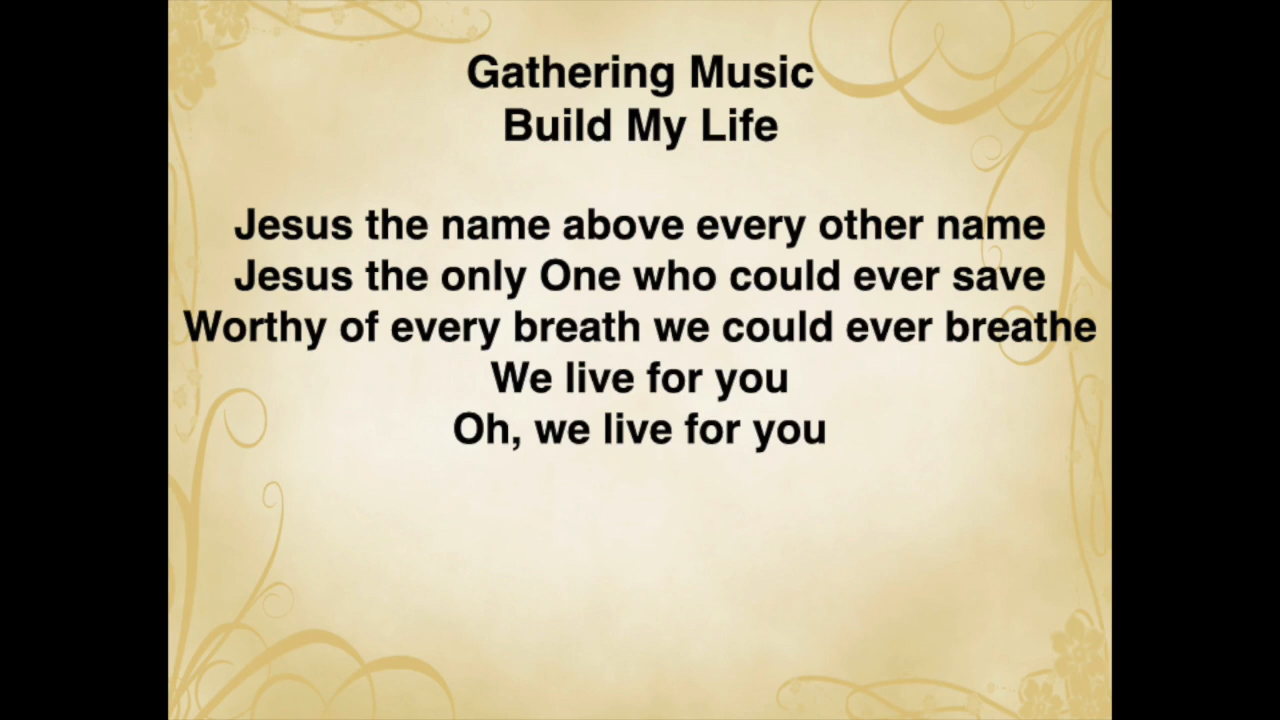 Gathering Music
Build My Life
Jesus the name above every other name
Jesus the only One who could ever save
Worthy of every breath we could ever breathe
We live for you
Oh, we live for you